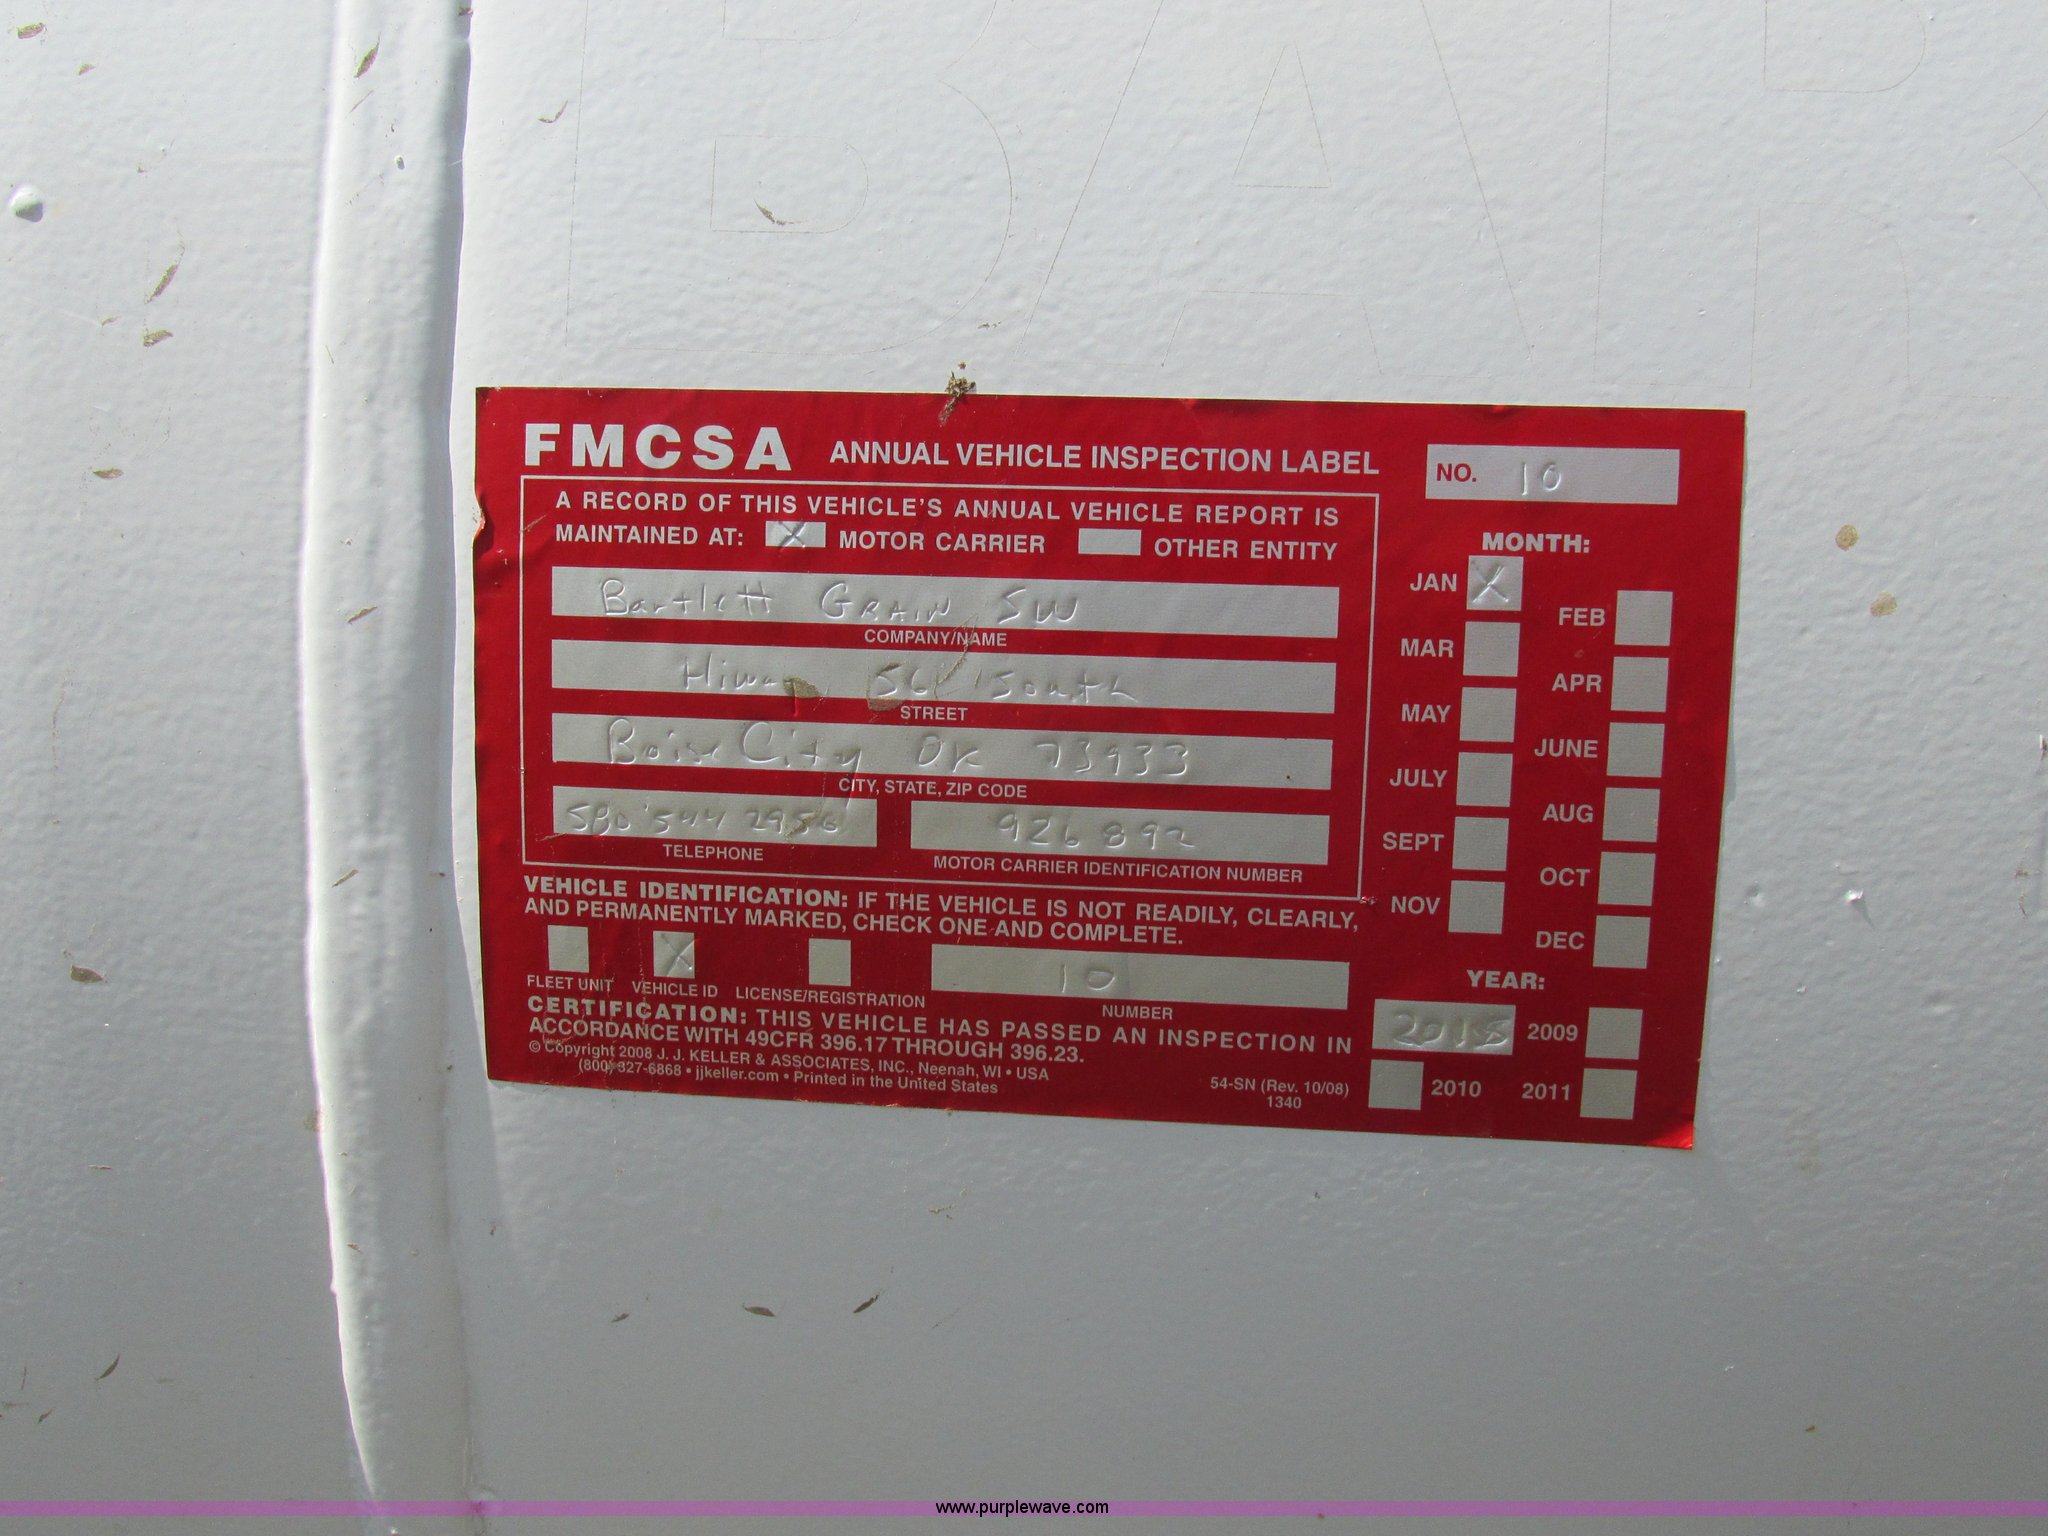 BAR
FMCSA ANNUAL VEHICLE INSPECTION LABEL
NO. 10
A RECORD OF THIS VEHICLE'S ANNUAL VEHICLE REPORT IS
MAINTAINED AT: X MOTOR CARRIER OTHER ENTITY
Bartlett GRAIN SW
COMPANY/NAME
Hiway 56 South
STREET
Boise City OK 73933
CITY, STATE, ZIP CODE
580 544 2956 926892
TELEPHONE MOTOR CARRIER IDENTIFICATION NUMBER
VEHICLE IDENTIFICATION: IF THE VEHICLE IS NOT READILY, CLEARLY,
AND PERMANENTLY MARKED, CHECK ONE AND COMPLETE.
X 10
FLEET UNIT VEHICLE ID LICENSE/REGISTRATION NUMBER
CERTIFICATION: THIS VEHICLE HAS PASSED AN INSPECTION IN
ACCORDANCE WITH 49CFR 396.17 THROUGH 396.23.
© Copyright 2008 J. J. KELLER & ASSOCIATES, INC., Neenah, WI • USA
(800) 327-6868 • jjkeller.com • Printed in the United States
54-SN (Rev. 10/08)
1340
MONTH:
JAN X FEB
MAR APR
MAY JUNE
JULY AUG
SEPT OCT
NOV DEC
YEAR:
2009
2010 2011
www.purplewave.com